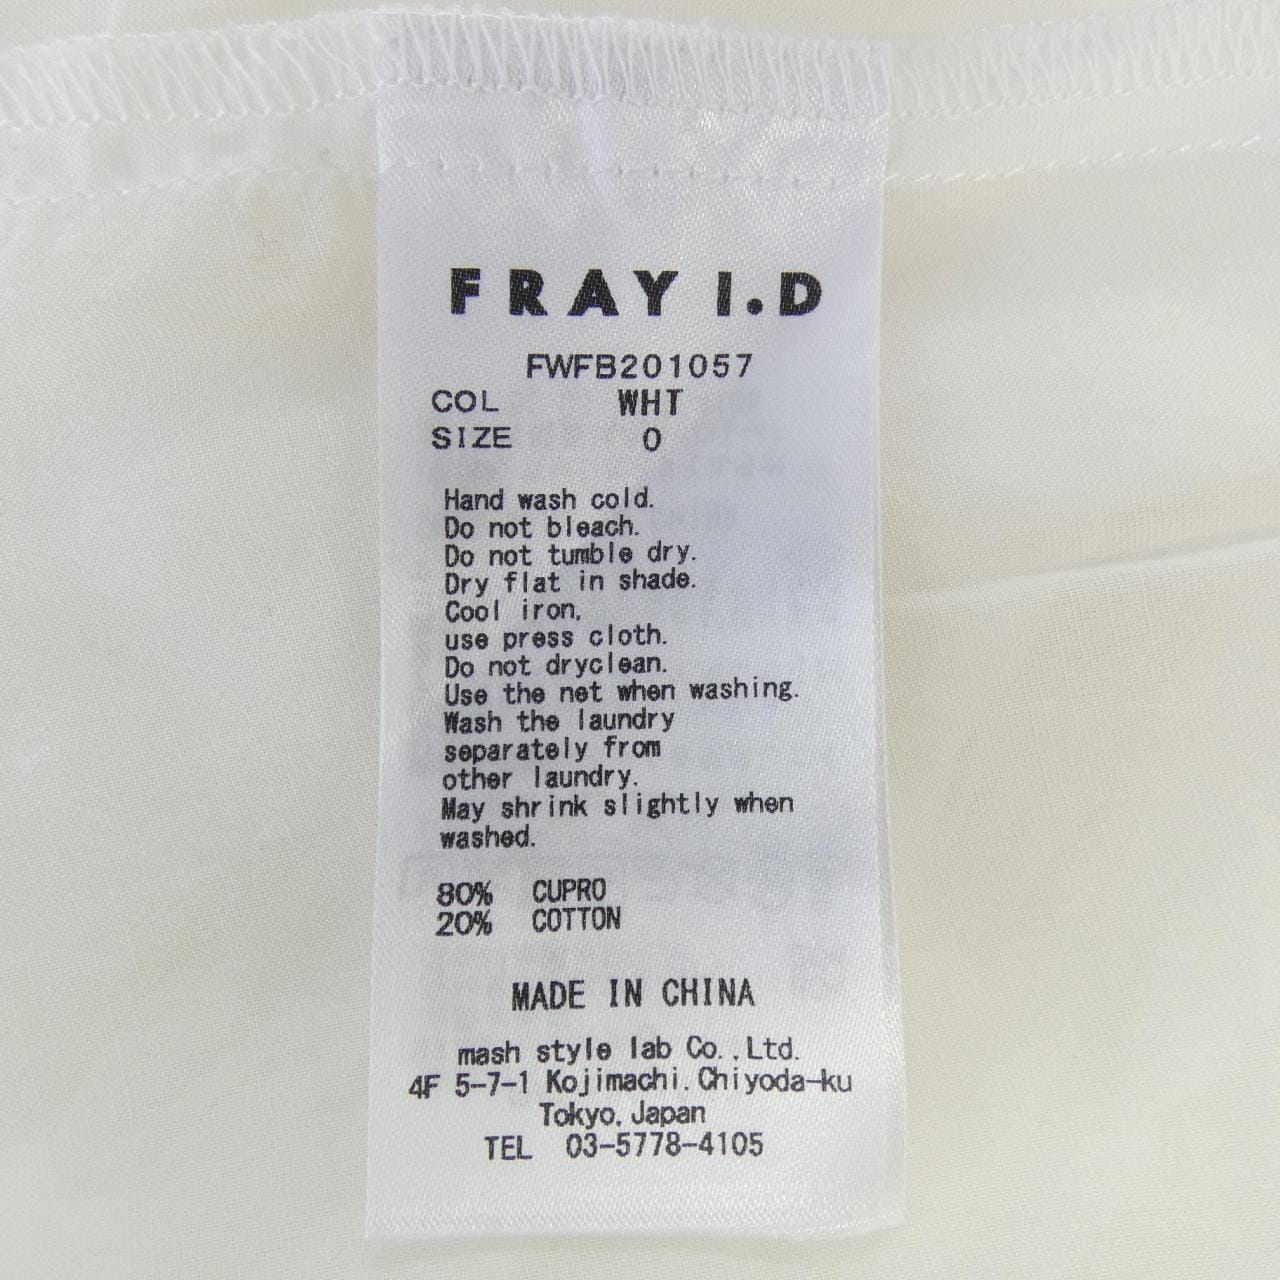 FRAY I.D
FWFB201057
COL WHT
SIZE 0
Hand wash cold.
Do not bleach.
Do not tumble dry.
Dry flat in shade.
Cool iron,
use press cloth.
Do not dryclean.
Use the net when washing.
Wash the laundry
separately from
other laundry.
May shrink slightly when
washed.
80% CUPRO
20% COTTON
MADE IN CHINA
mash style lab Co.,Ltd.
4F 5-7-1 Kojimachi.Chiyoda-ku
Tokyo,Japan
TEL 03-5778-4105